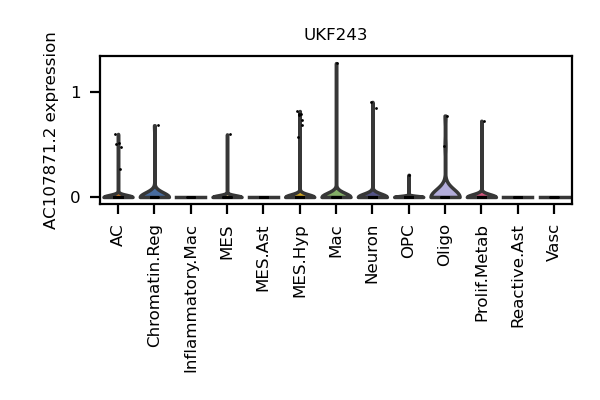 UKF243
AC107871.2 expression
1
0
AC
Chromatin.Reg
Inflammatory.Mac
MES
MES.Ast
MES.Hyp
Mac
Neuron
OPC
Oligo
Prolif.Metab
Reactive.Ast
Vasc